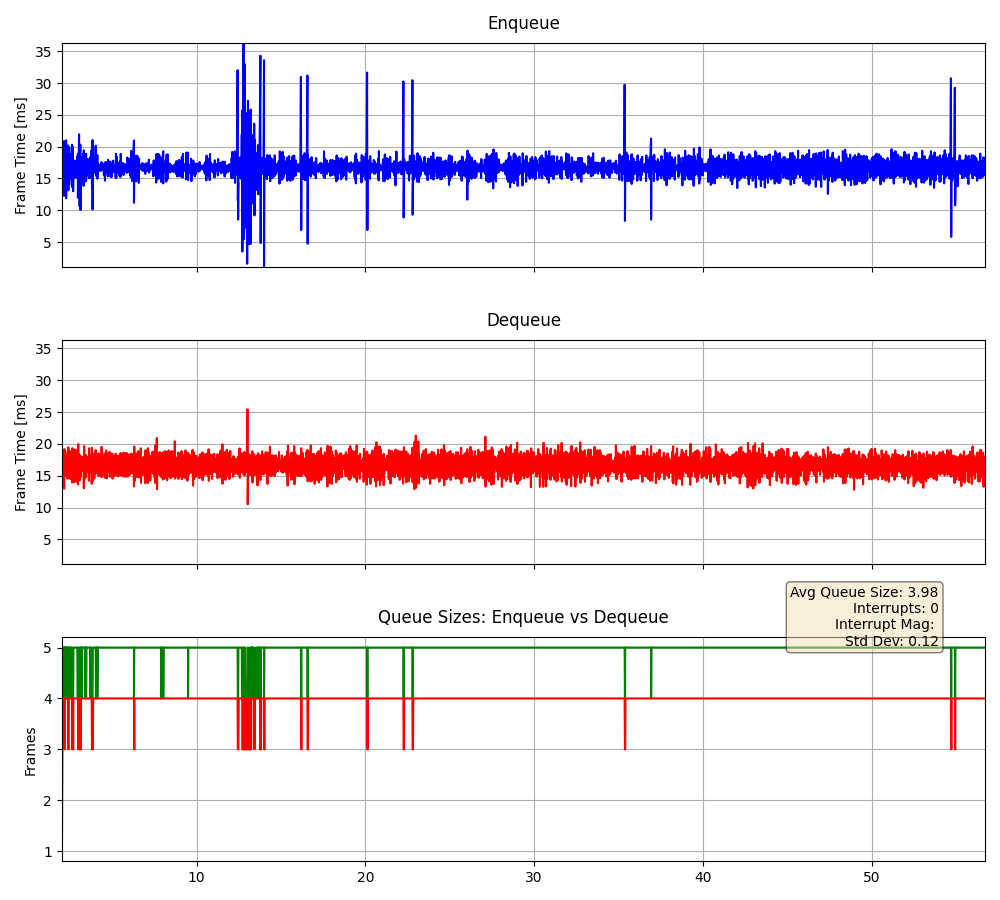 Enqueue
Frame Time [ms]
35
30
25
20
15
10
5
Dequeue
Frame Time [ms]
35
30
25
20
15
10
5
Avg Queue Size: 3.98
Interrupts: 0
Interrupt Mag:
Std Dev: 0.12
Queue Sizes: Enqueue vs Dequeue
Frames
5
4
3
2
1
10 20 30 40 50